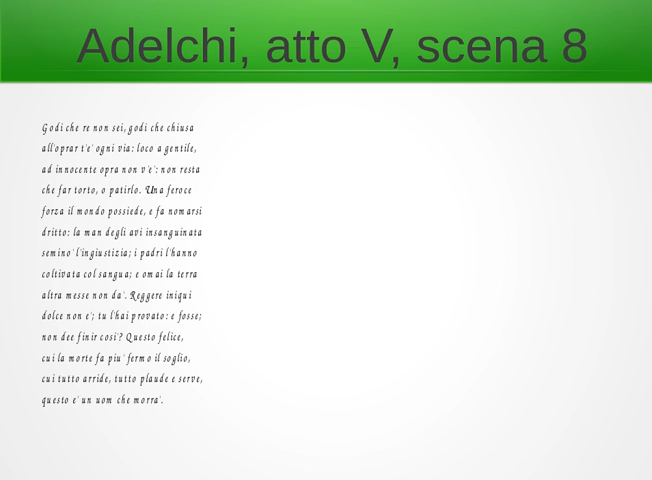 Adelchi, atto V, scena 8
Godi che re non sei, godi che chiusa
all'oprar t'e' ogni via: loco a gentile,
ad innocente opra non v'e': non resta
che far torto, o patirlo. Una feroce
forza il mondo possiede, e fa nomarsi
dritto: la man degli avi insanguinata
semino' l'ingiustizia; i padri l'hanno
coltivata col sangua; e omai la terra
altra messe non da'. Reggere iniqui
dolce non e'; tu l'hai provato: e fosse;
non dee finir cosi'? Questo felice,
cui la morte fa piu' fermo il soglio,
cui tutto arride, tutto plaude e serve,
questo e' un uom che morra'.